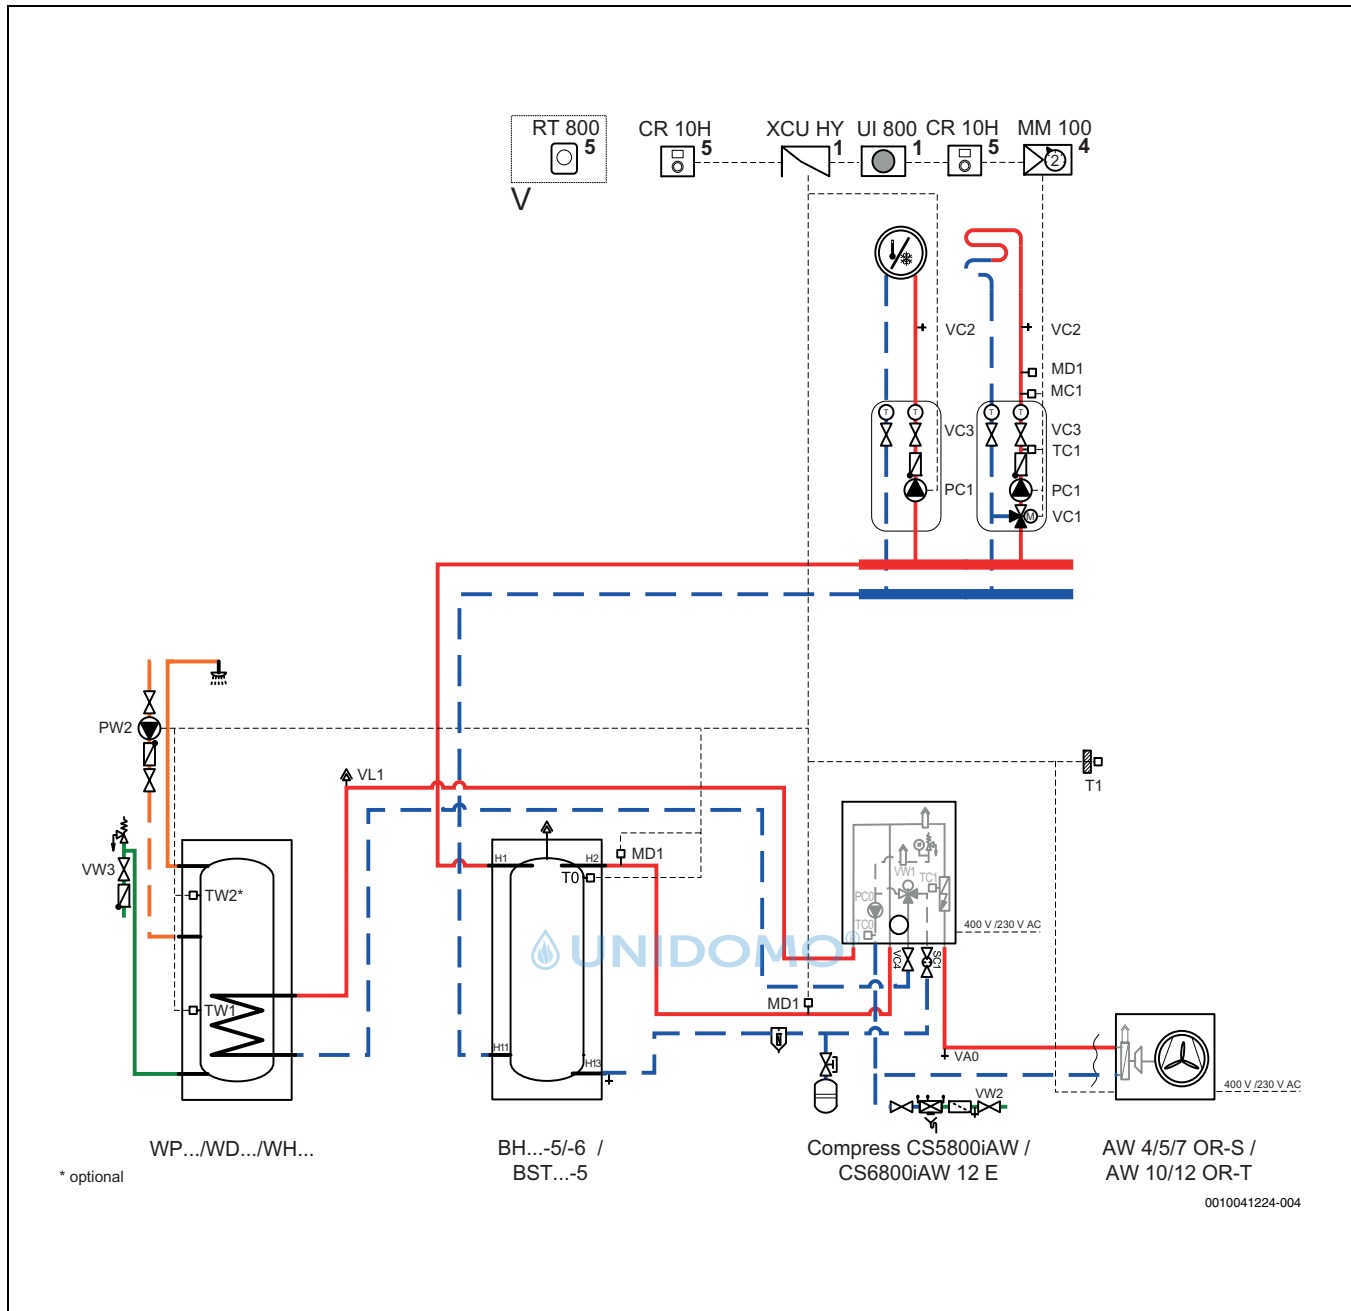 RT 800
5
V
CR 10H
5
XCU HY
1
UI 800
1
CR 10H
5
MM 100
4
2
VC2
VC2
MD1
MC1
T
T
T
T
VC3
VC3
TC1
PC1
PC1
VC1
M
PW2
VL1
T1
VW3
TW2*
TW1
H1
H2
MD1
T0
H11
H13
VW1
TC1
PC0
TC0
400 V /230 V AC
VC4
SC1
UNIDOMO®
MD1
VA0
VW2
400 V /230 V AC
WP.../WD.../WH...
BH...-5/-6 /
BST...-5
Compress CS5800iAW /
CS6800iAW 12 E
AW 4/5/7 OR-S /
AW 10/12 OR-T
* optional
0010041224-004